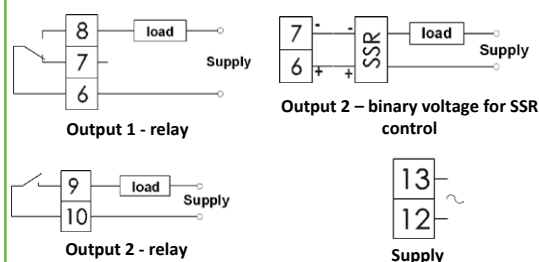 8
load
7
Supply
6
Output 1 - relay
7
-
-
SSR
load
Supply
6
+
+
Output 2 – binary voltage for SSR
control
9
load
Supply
10
Output 2 - relay
13
12
Supply